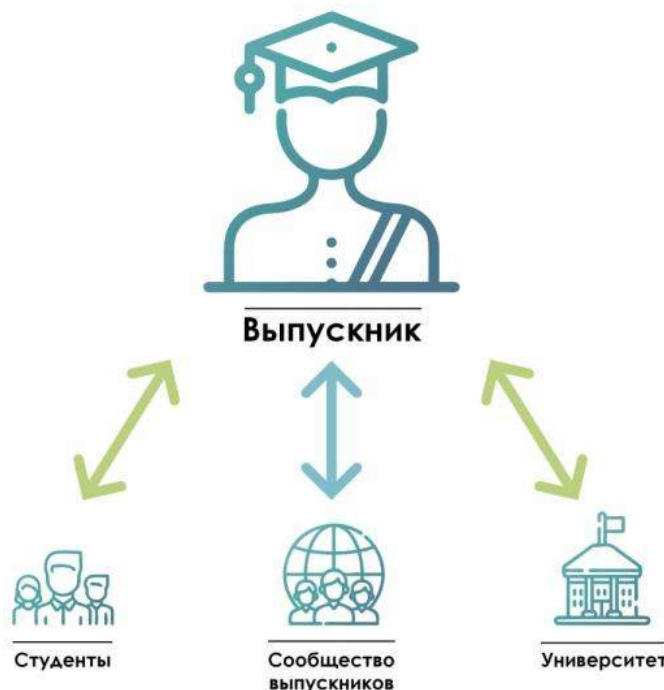 Выпускник
Студенты
Сообщество
выпускников
Университет